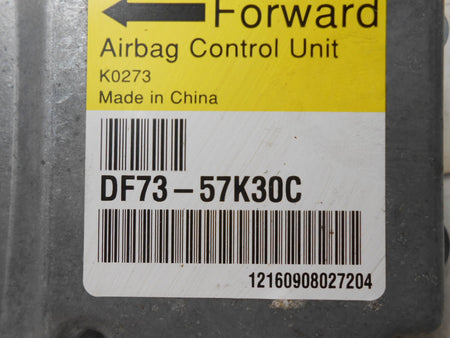 Forward
Airbag Control Unit
K0273
Made in China
DF73-57K30C
12160908027204